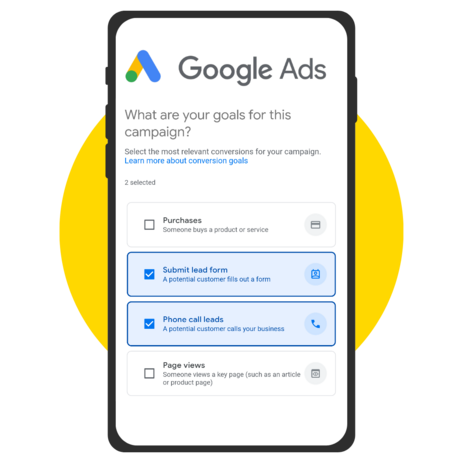 Google Ads
What are your goals for this
campaign?
Select the most relevant conversions for your campaign.
Learn more about conversion goals
2 selected
Purchases
Someone buys a product or service
Submit lead form
A potential customer fills out a form
Phone call leads
A potential customer calls your business
Page views
Someone views a key page (such as an article
or product page)